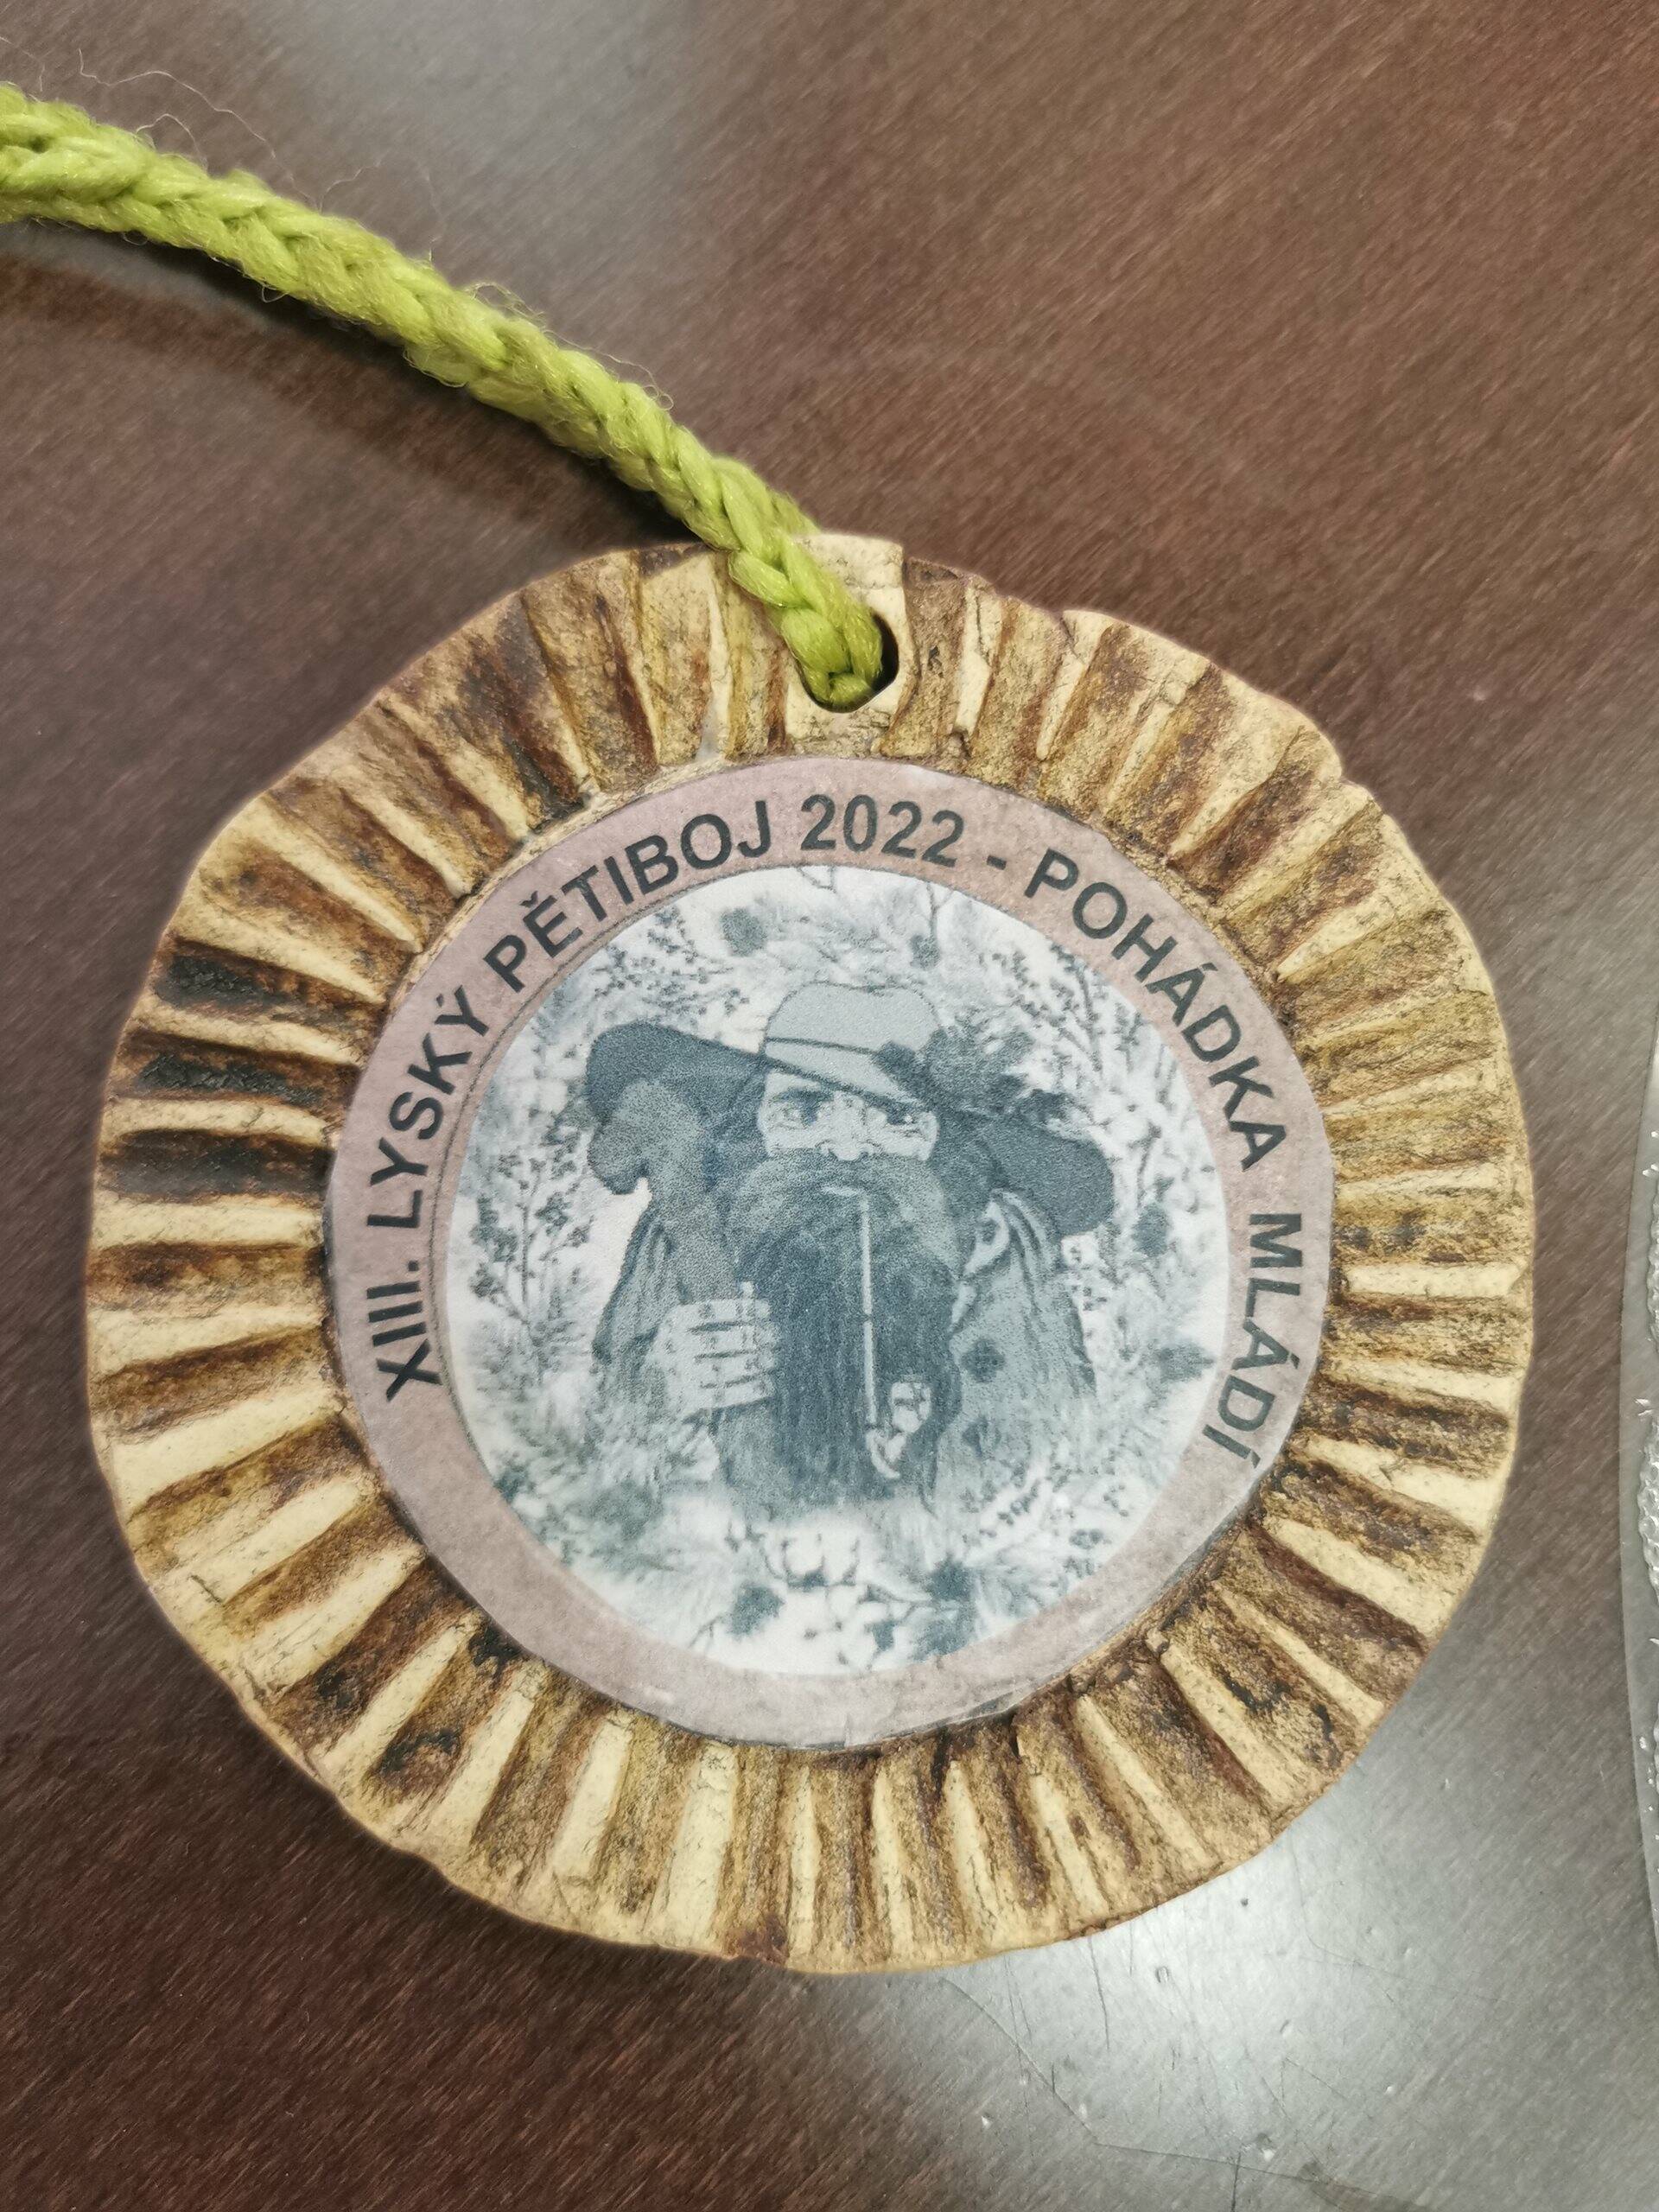 XIII. LYSKÝ PĚTIBOJ 2022 - POHÁDKA MLÁDÍ